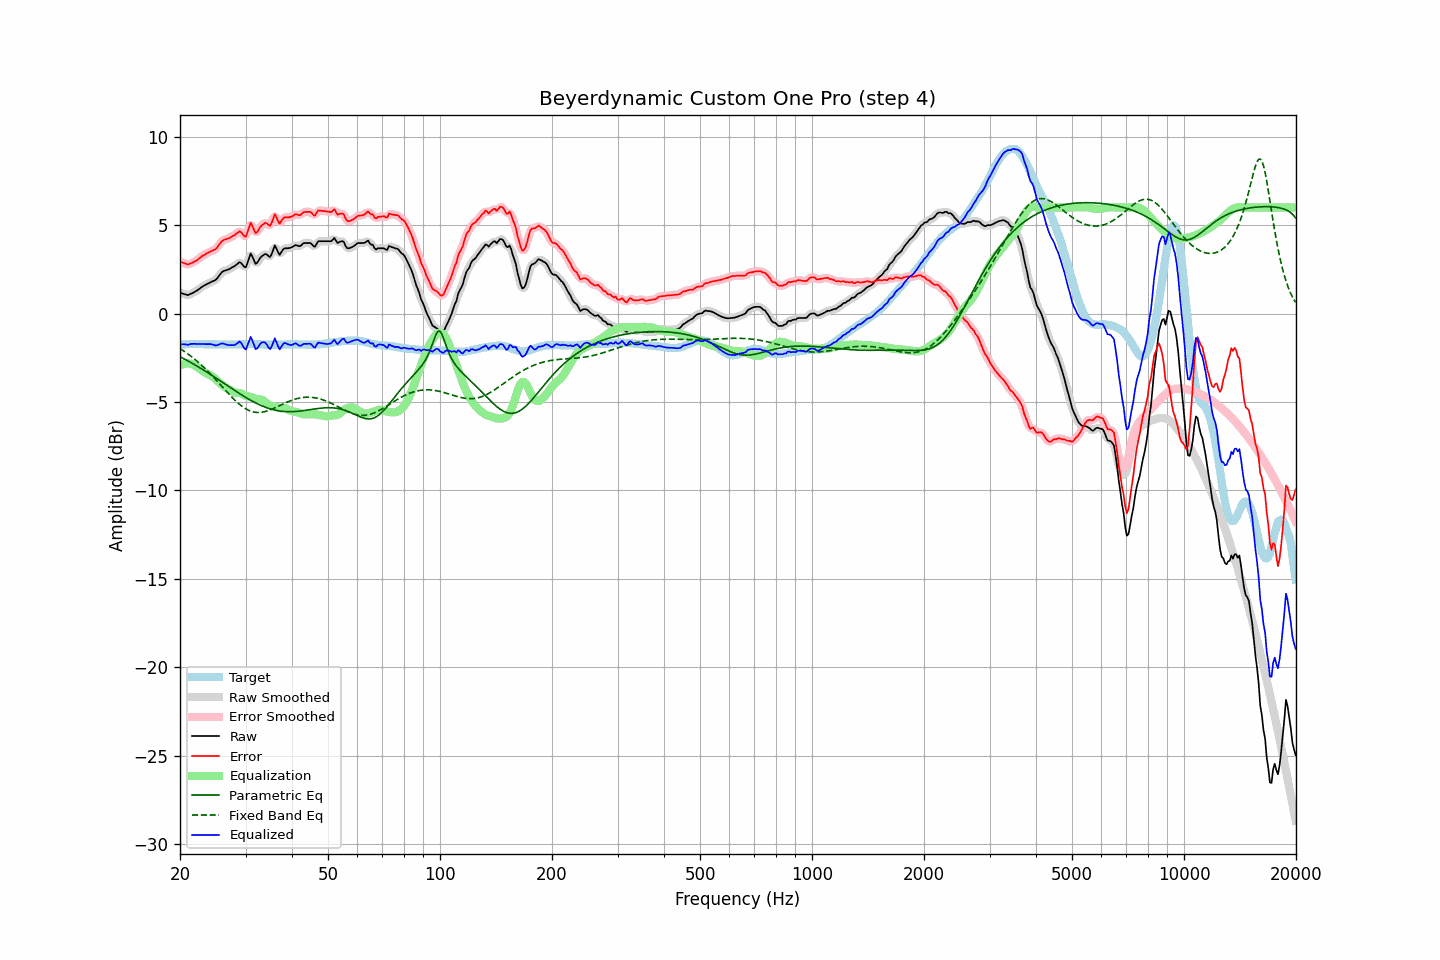 Beyerdynamic Custom One Pro (step 4)
10
5
0
−5
−10
−15
−20
−25
−30
Amplitude (dBr)
Target
Raw Smoothed
Error Smoothed
Raw
Error
Equalization
Parametric Eq
Fixed Band Eq
Equalized
20 50 100 200 500 1000 2000 5000 10000 20000
Frequency (Hz)